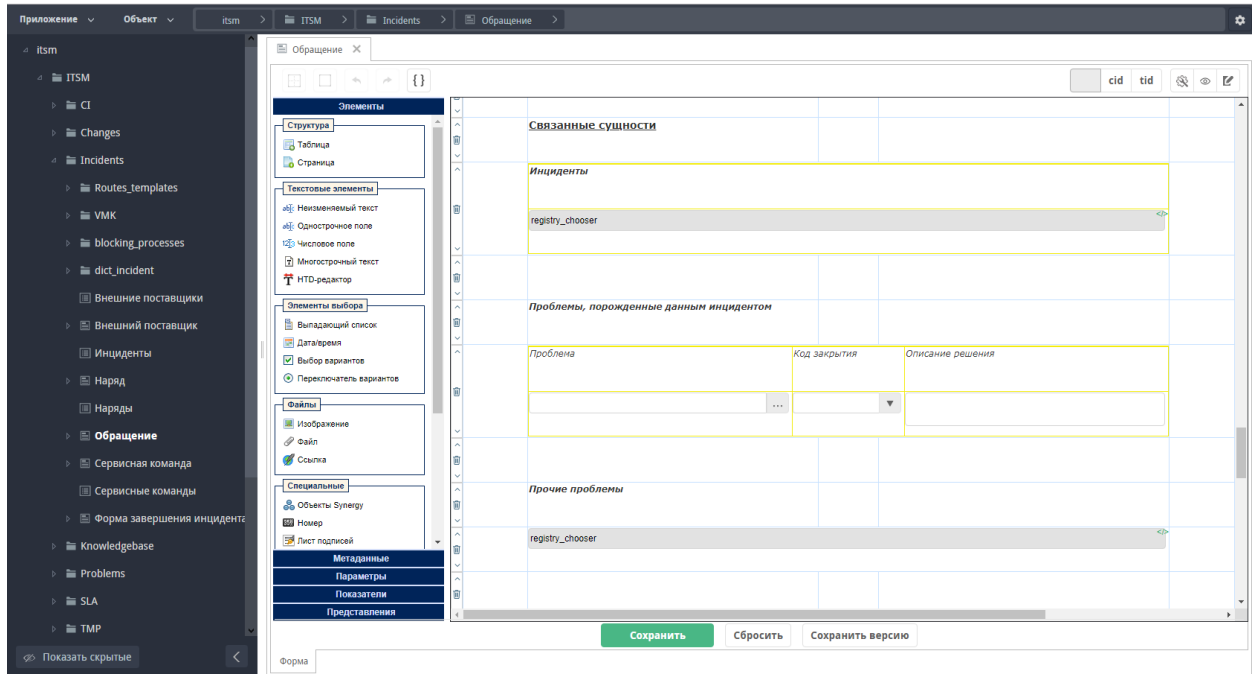 Приложение Объект itsm ITSM Incidents Обращение
itsm
ITSM
CI
Changes
Incidents
Routes_templates
VMK
blocking_processes
dict_incident
Внешние поставщики
Внешний поставщик
Инциденты
Наряд
Наряды
Обращение
Сервисная команда
Сервисные команды
Форма завершения инцидента
Knowledgebase
Problems
SLA
TMP
Показать скрытые
Обращение
{} cid tid
Элементы
Структура
Таблица
Страница
Текстовые элементы
Неизменяемый текст
Однострочное поле
Числовое поле
Многострочный текст
HTD-редактор
Элементы выбора
Выпадающий список
Дата/время
Выбор вариантов
Переключатель вариантов
Файлы
Изображение
Файл
Ссылка
Специальные
Объекты Synergy
Номер
Лист подписей
Метаданные
Параметры
Показатели
Представления
Связанные сущности
Инциденты
registry_chooser
Проблемы, порожденные данным инцидентом
Проблема Код закрытия Описание решения
...
Прочие проблемы
registry_chooser
Сохранить Сбросить Сохранить версию
Форма